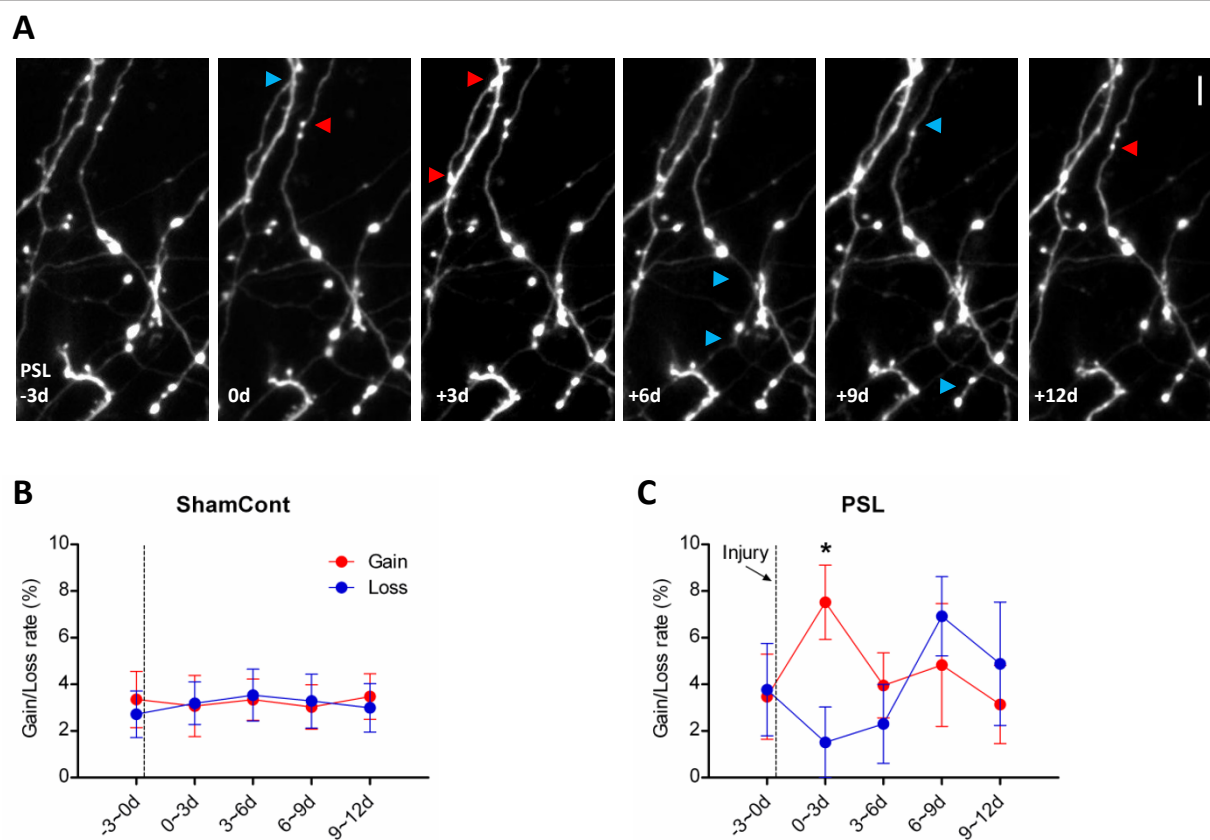 A
PSL
-3d
0d
+3d
+6d
+9d
+12d
B
ShamCont
Gain/Loss rate (%)
10
8
6
4
2
0
Gain
Loss
-3~0d
0~3d
3~6d
6~9d
9~12d
C
PSL
Gain/Loss rate (%)
10
8
6
4
2
0
Injury
*
-3~0d
0~3d
3~6d
6~9d
9~12d